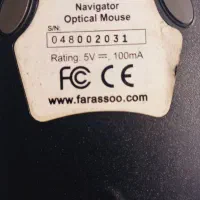 Navigator
Optical Mouse
S/N:
048002031
Rating: 5V⎓ 100mA
FC CE
www.farassoo.com